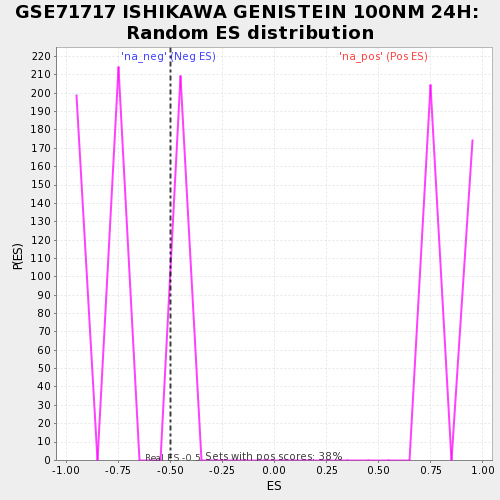 GSE71717 ISHIKAWA GENISTEIN 100NM 24H:
Random ES distribution
'na_neg' (Neg ES)
'na_pos' (Pos ES)
220
210
200
190
180
170
160
150
140
130
120
110
100
90
80
70
60
50
40
30
20
10
0
P(ES)
Real ES -0.5
Sets with pos scores: 38%
-1.00 -0.75 -0.50 -0.25 0.00 0.25 0.50 0.75 1.00
ES